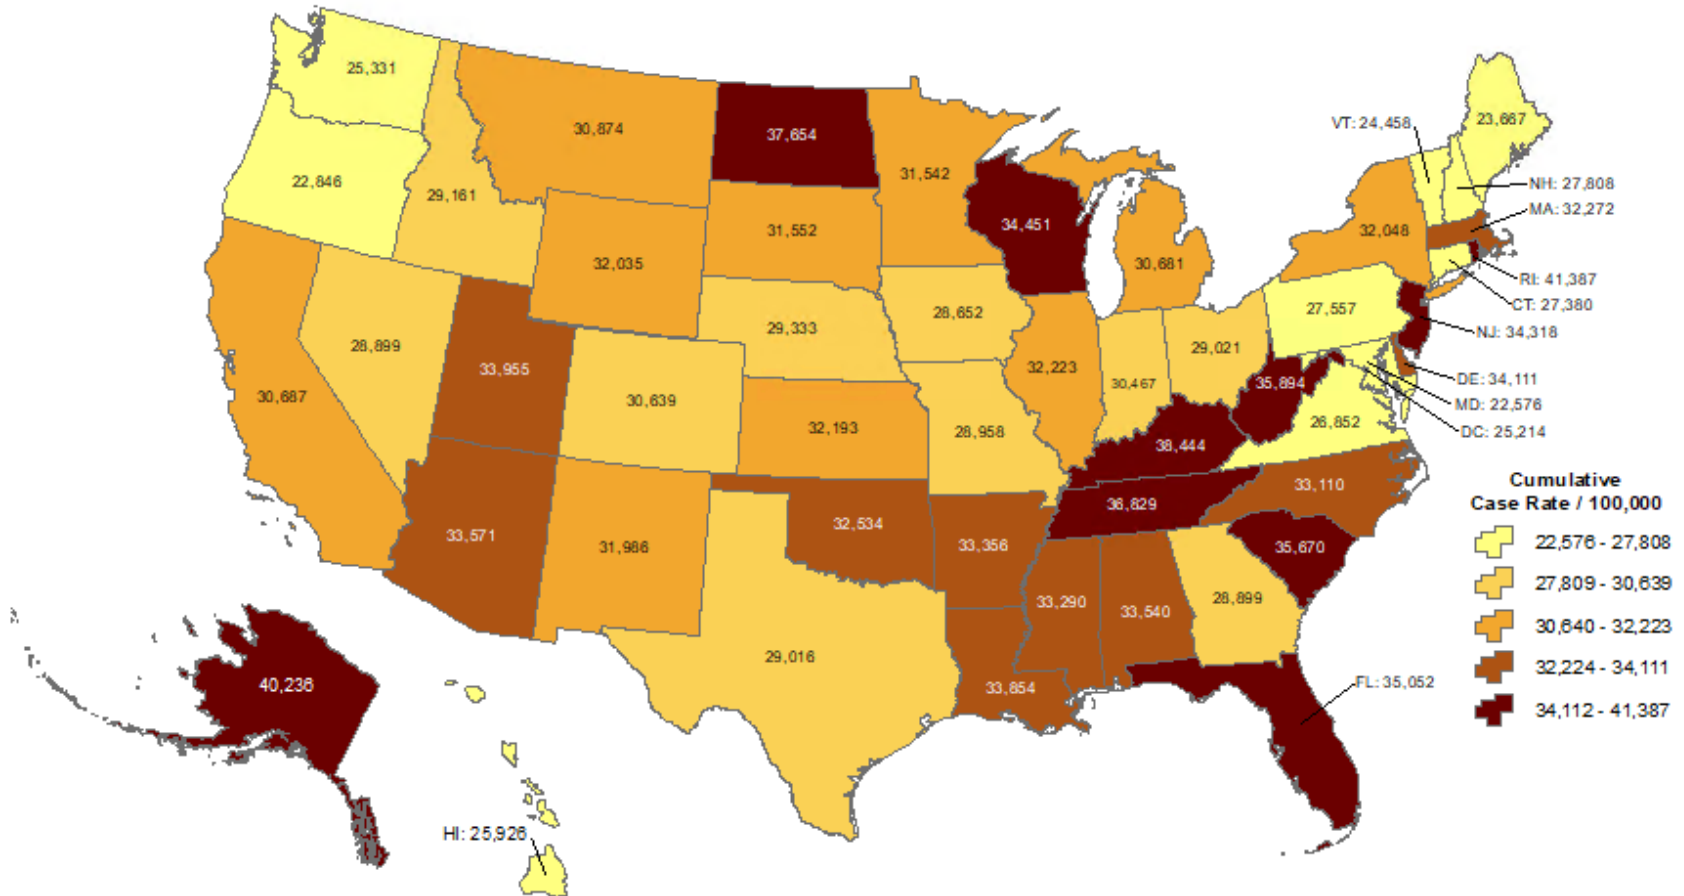 25,331
23,667
VT: 24,458
30,874
37,654
31,542
22,846
29,161
NH: 27,808
MA: 32,272
34,451
31,552
32,048
32,035
30,681
RI: 41,387
CT: 27,380
27,557
28,652
29,333
NJ: 34,318
28,899
29,021
33,955
32,223
DE: 34,111
30,467
35,894
30,687
30,639
MD: 22,576
26,852
DC: 25,214
32,193
28,958
38,444
Cumulative
Case Rate / 100,000
33,110
36,829
32,534
33,571
31,986
33,356
35,670
22,576 - 27,808
27,809 - 30,639
33,290
33,540
28,899
30,640 - 32,223
29,016
32,224 - 34,111
40,236
33,854
FL: 35,052
34,112 - 41,387
HI: 25,926